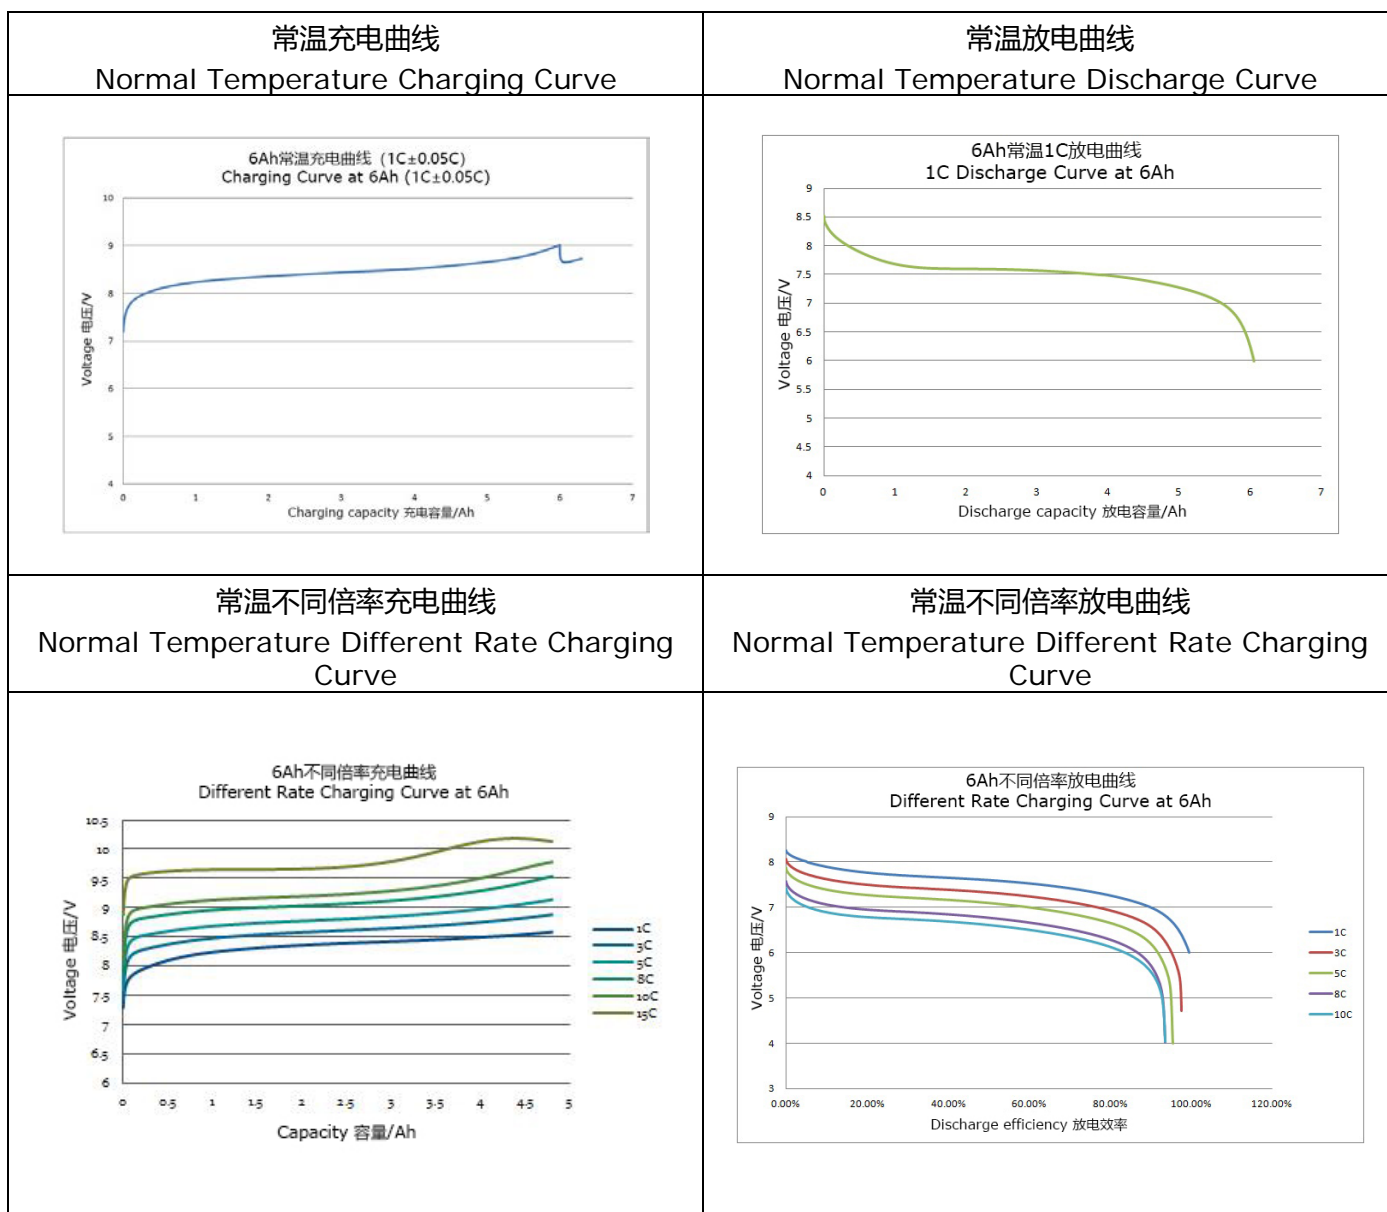 常温充电曲线
Normal Temperature Charging Curve
常温放电曲线
Normal Temperature Discharge Curve
6Ah常温充电曲线 (1C±0.05C)
Charging Curve at 6Ah (1C±0.05C)
10
9
8
7
6
5
4
Voltage 电压/V
0 1 2 3 4 5 6 7
Charging capacity 充电容量/Ah
6Ah常温1C放电曲线
1C Discharge Curve at 6Ah
9
8.5
8
7.5
7
6.5
6
5.5
5
4.5
4
Voltage 电压/V
0 1 2 3 4 5 6 7
Discharge capacity 放电容量/Ah
常温不同倍率充电曲线
Normal Temperature Different Rate Charging
Curve
常温不同倍率放电曲线
Normal Temperature Different Rate Charging
Curve
6Ah不同倍率充电曲线
Different Rate Charging Curve at 6Ah
10.5
10
9.5
9
8.5
8
7.5
7
6.5
6
Voltage 电压/V
0 0.5 1 1.5 2 2.5 3 3.5 4 4.5 5
Capacity 容量/Ah
1C
3C
5C
8C
10C
15C
6Ah不同倍率放电曲线
Different Rate Charging Curve at 6Ah
9
8
7
6
5
4
3
Voltage 电压/V
0.00% 20.00% 40.00% 60.00% 80.00% 100.00% 120.00%
Discharge efficiency 放电效率
1C
3C
5C
8C
10C